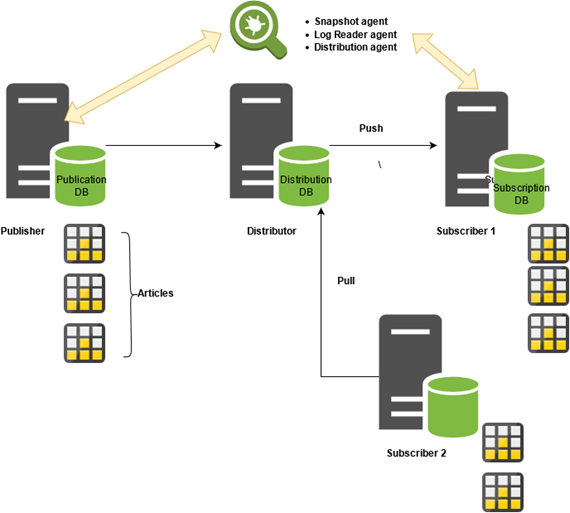 • Snapshot agent
• Log Reader agent
• Distribution agent
Push
\
Publication
DB
Distribution
DB
Su
Subscription
DB
Publisher
Distributor
Subscriber 1
Articles
Pull
Subscriber 2